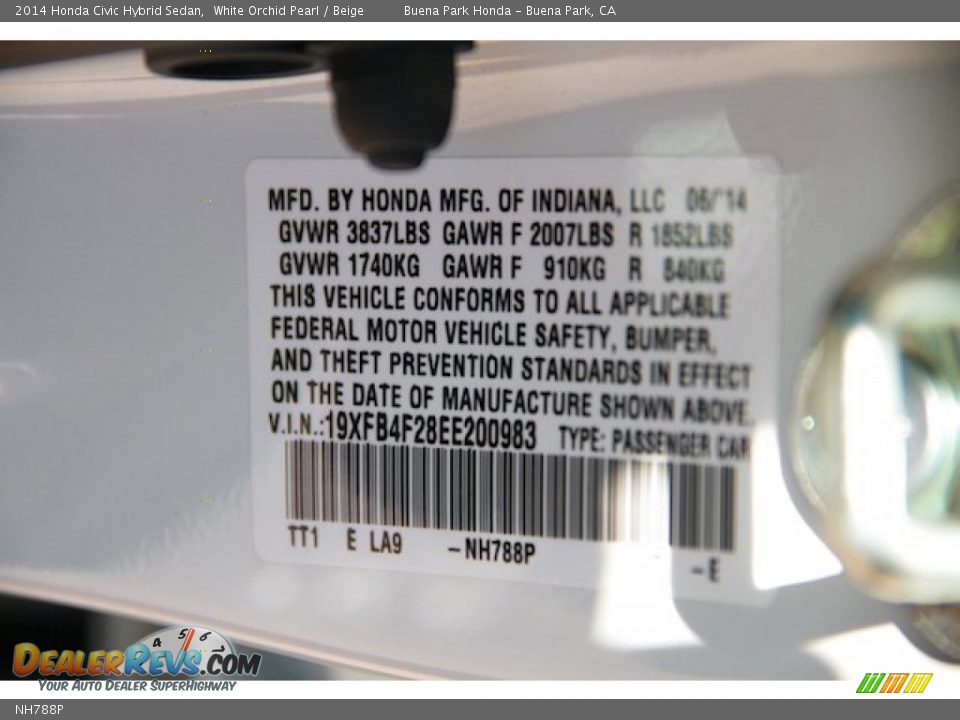 2014 Honda Civic Hybrid Sedan, White Orchid Pearl / Beige Buena Park Honda - Buena Park, CA
MFD. BY HONDA MFG. OF INDIANA, LLC 06/'14
GVWR 3837LBS GAWR F 2007LBS R 1852LBS
GVWR 1740KG GAWR F 910KG R 840KG
THIS VEHICLE CONFORMS TO ALL APPLICABLE
FEDERAL MOTOR VEHICLE SAFETY, BUMPER,
AND THEFT PREVENTION STANDARDS IN EFFECT
ON THE DATE OF MANUFACTURE SHOWN ABOVE.
V.I.N.:19XFB4F28EE200983 TYPE: PASSENGER CAR
TT1 E LA9 -NH788P
-E
4 5 6
DEALERREVS.COM
YOUR AUTO DEALER SUPERHIGHWAY
NH788P